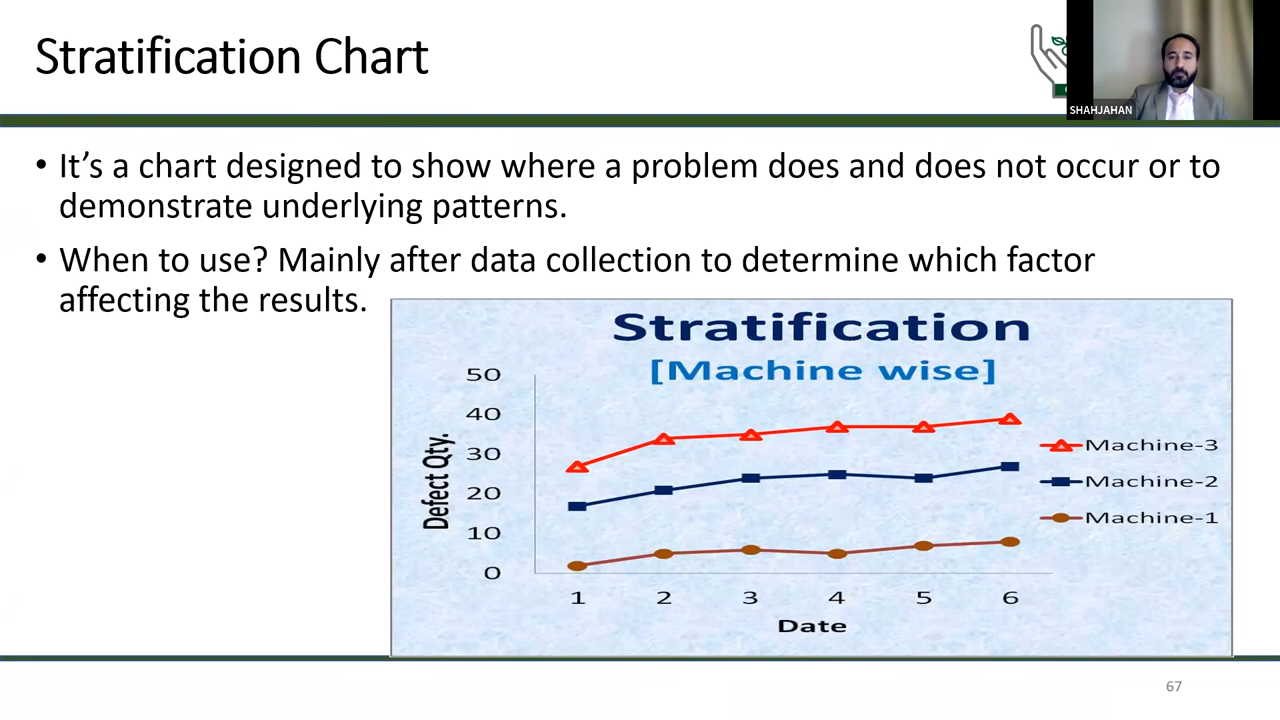 Stratification Chart
SHAHJAHAN
• It’s a chart designed to show where a problem does and does not occur or to
demonstrate underlying patterns.
• When to use? Mainly after data collection to determine which factor
affecting the results.
Stratification
[Machine wise]
Defect Qty.
50
40
30
20
10
0
1 2 3 4 5 6
Date
Machine-3
Machine-2
Machine-1
67